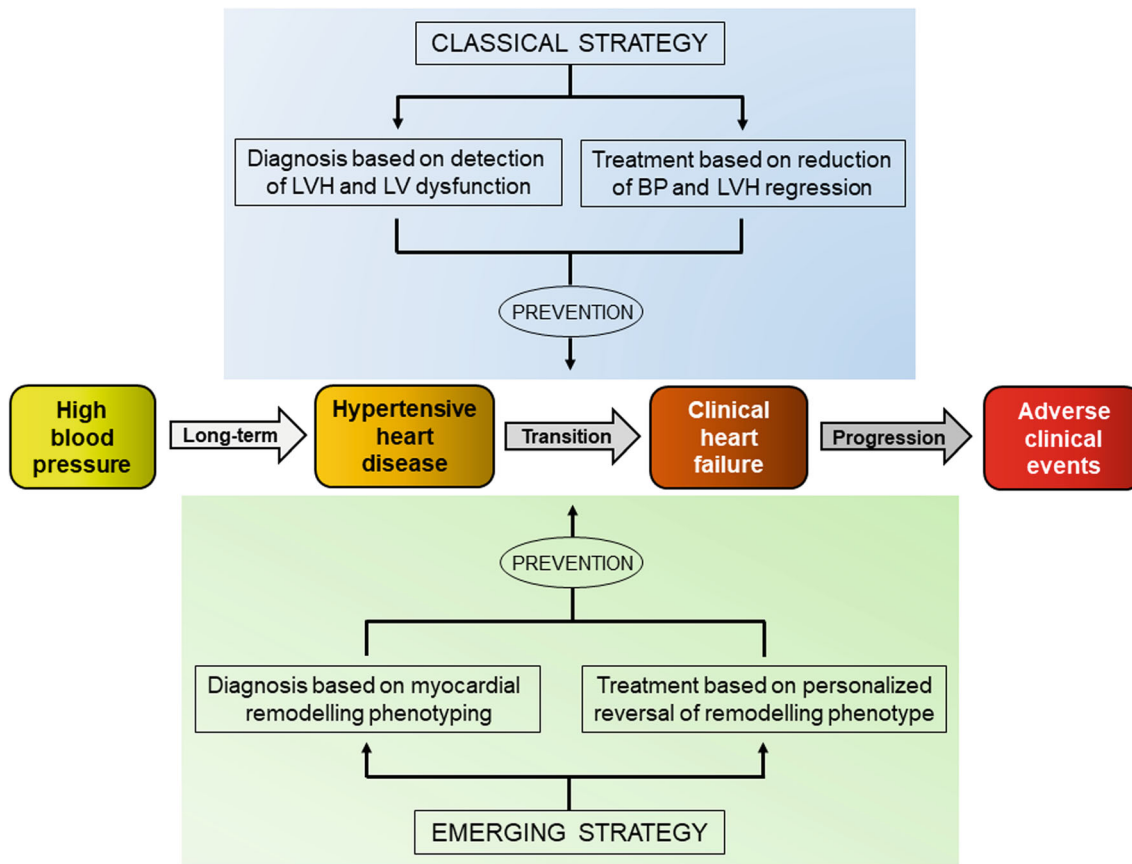 CLASSICAL STRATEGY
Diagnosis based on detection
of LVH and LV dysfunction
Treatment based on reduction
of BP and LVH regression
PREVENTION
High
blood
pressure
Long-term
Hypertensive
heart
disease
Transition
Clinical
heart
failure
Progression
Adverse
clinical
events
PREVENTION
Diagnosis based on myocardial
remodelling phenotyping
Treatment based on personalized
reversal of remodelling phenotype
EMERGING STRATEGY